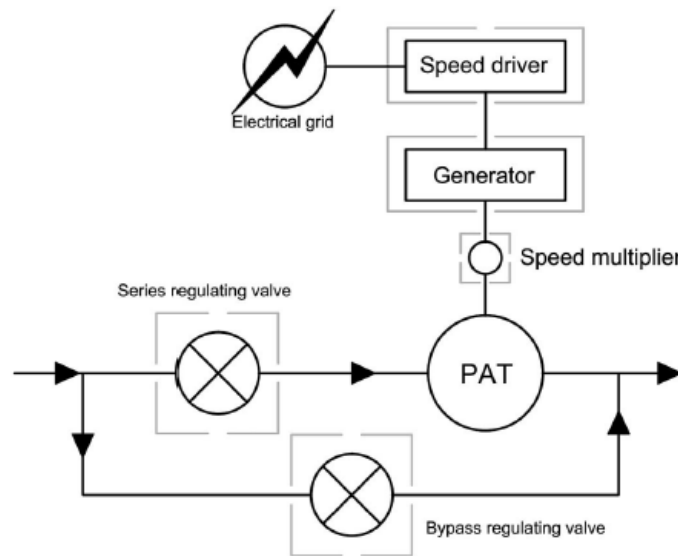 Speed driver
Electrical grid
Generator
Speed multiplier
Series regulating valve
PAT
Bypass regulating valve